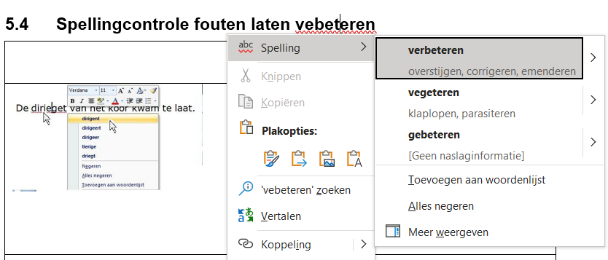 5.4 Spellingcontrole fouten laten vebeteren
Verdana 11
De dirieget van het koor kwam te laat.
dirigent
dirigeert
dirigeer
tierige
driegt
Negeren
Alles negeren
Toevoegen aan woordenlijst
abc Spelling
Knippen
Kopiëren
Plakopties:
'vebeteren' zoeken
Vertalen
Koppeling
verbeteren
overstijgen, corrigeren, emenderen
vegeteren
klaplopen, parasiteren
gebeteren
[Geen naslaginformatie]
Toevoegen aan woordenlijst
Alles negeren
Meer weergeven